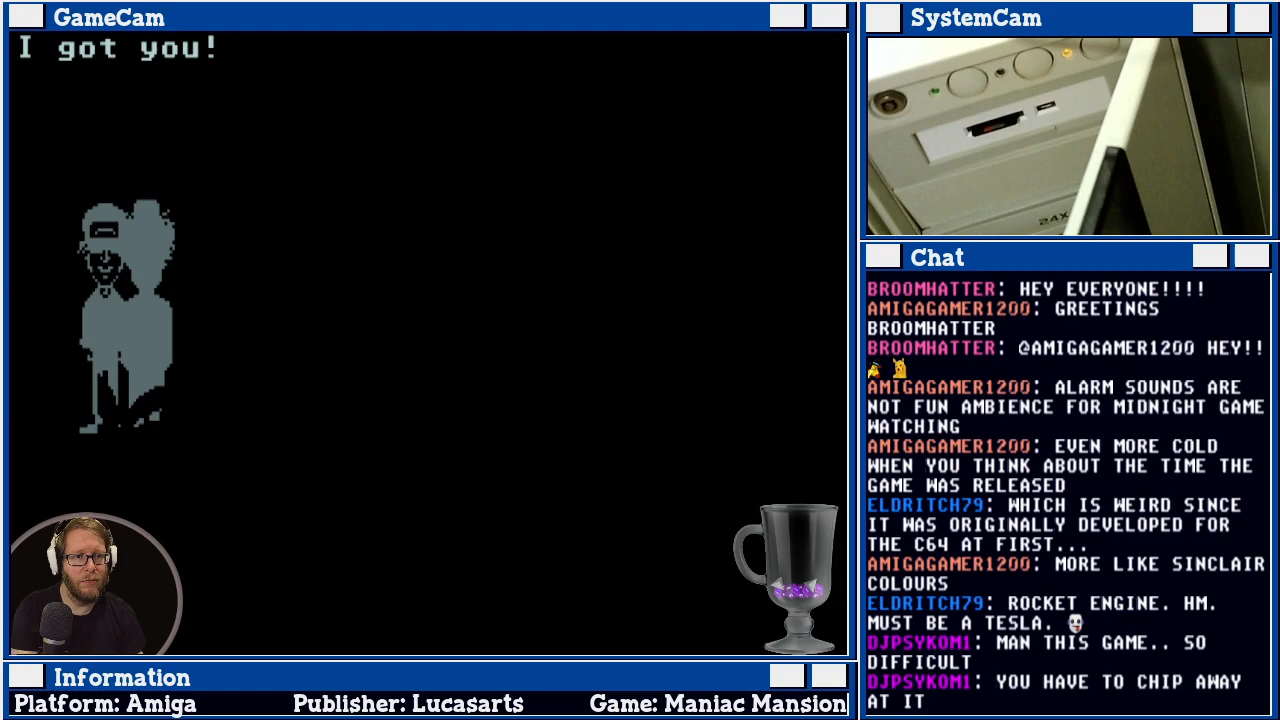 GameCam
I got you!
SystemCam
24X
Chat
BROOMHATTER: HEY EVERYONE!!!!
AMIGAGAMER1200: GREETINGS
BROOMHATTER
BROOMHATTER: @AMIGAGAMER1200 HEY!!
AMIGAGAMER1200: ALARM SOUNDS ARE
NOT FUN AMBIENCE FOR MIDNIGHT GAME
WATCHING
AMIGAGAMER1200: EVEN MORE COLD
WHEN YOU THINK ABOUT THE TIME THE
GAME WAS RELEASED
ELDRITCH79: WHICH IS WEIRD SINCE
IT WAS ORIGINALLY DEVELOPED FOR
THE C64 AT FIRST...
AMIGAGAMER1200: MORE LIKE SINCLAIR
COLOURS
ELDRITCH79: ROCKET ENGINE. HM.
MUST BE A TESLA.
DJPSYKOM1: MAN THIS GAME.. SO
DIFFICULT
DJPSYKOM1: YOU HAVE TO CHIP AWAY
AT IT
Information
Platform: Amiga
Publisher: Lucasarts
Game: Maniac Mansion